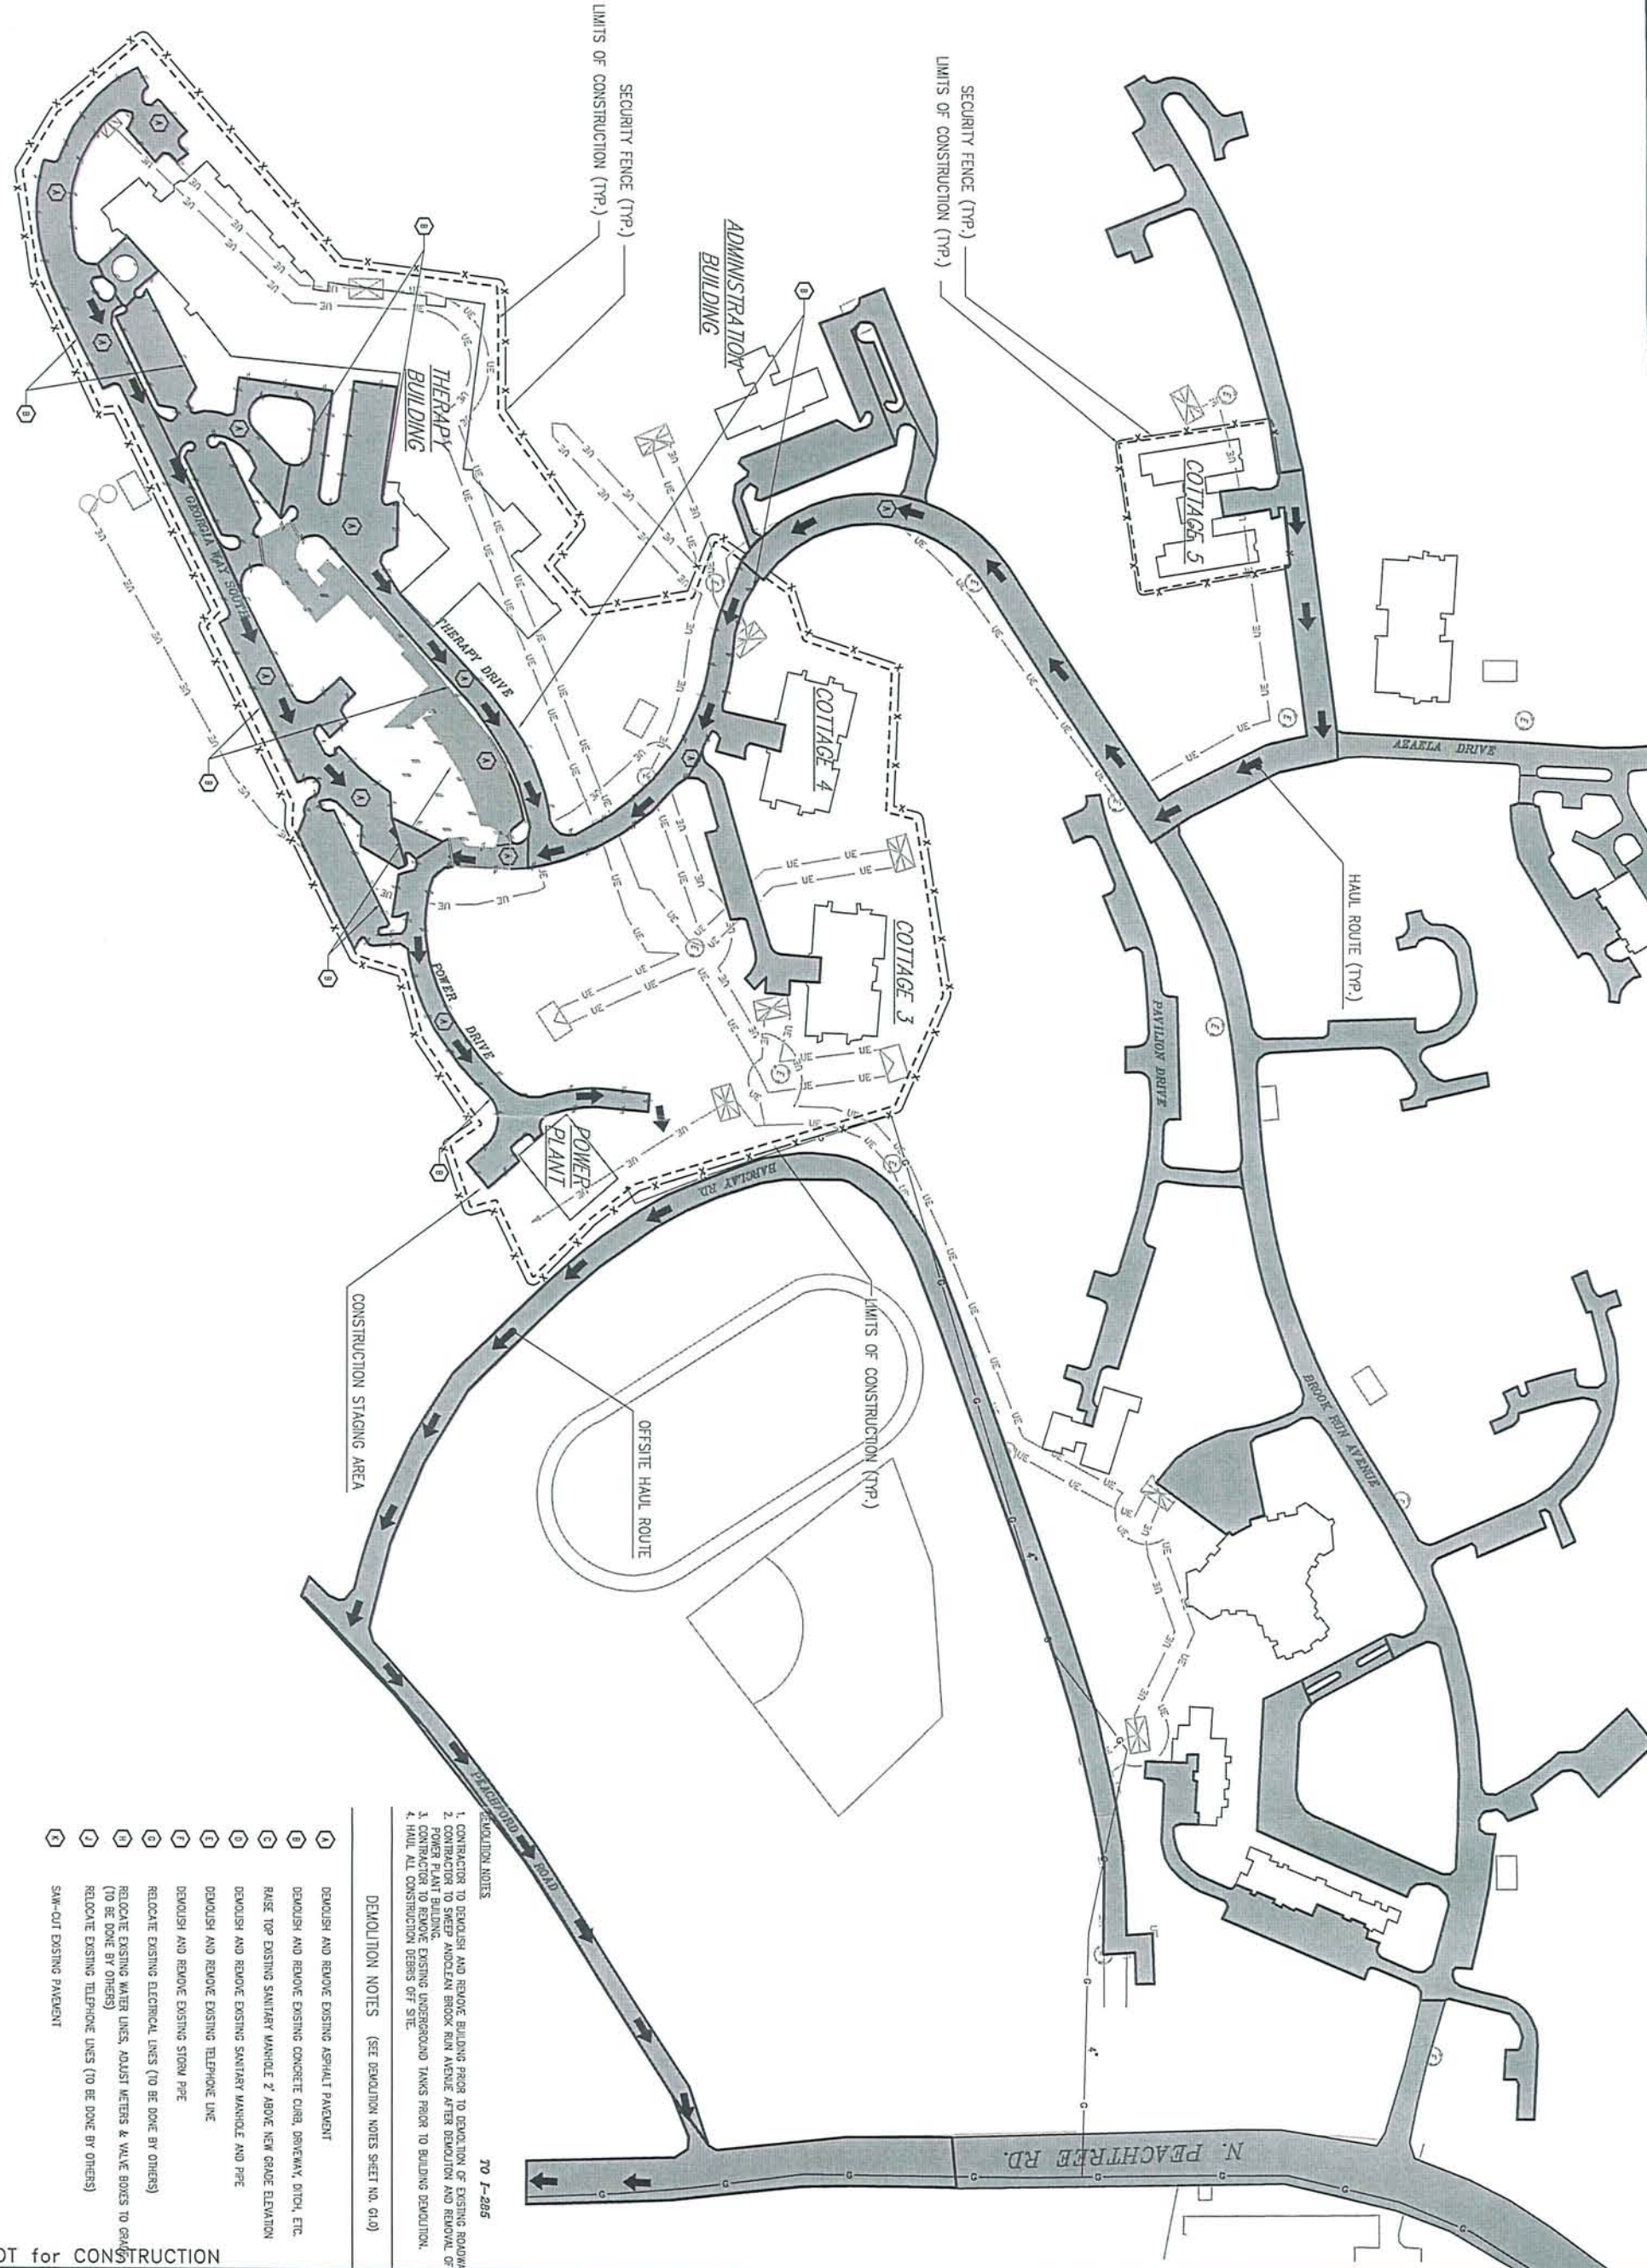 SECURITY FENCE (TYP.)
LIMITS OF CONSTRUCTION (TYP.)
SECURITY FENCE (TYP.)
LIMITS OF CONSTRUCTION (TYP.)
ADMINISTRATION
BUILDING
THERAPY
BUILDING
COTTAGE 5
COTTAGE 4
COTTAGE 3
AZAELA DRIVE
HAUL ROUTE (TYP.)
PAVILION DRIVE
BROOK RUN AVENUE
GEORGIA WAY SOUTH
THERAPY DRIVE
POWER DRIVE
POWER
PLANT
BARCLAY RD.
LIMITS OF CONSTRUCTION (TYP.)
OFFSITE HAUL ROUTE
CONSTRUCTION STAGING AREA
PEACHFORD ROAD
N. PEACHTREE RD.
4"
4"
TO I-285
DEMOLITION NOTES
1. CONTRACTOR TO DEMOLISH AND REMOVE BUILDING PRIOR TO DEMOLTION OF EXISTING ROADWA
2. CONTRACTOR TO SWEEP ANDCLEAN BROOK RUN AVENUE AFTER DEMOLITON AND REMOVAL OF
POWER PLANT BUILDING.
3. CONTRACTOR TO REMOVE EXISTING UNDERGROUND TANKS PRIOR TO BUILDING DEMOLITION.
4. HAUL ALL CONSTRUCTION DEBRIS OFF SITE.
DEMOLITION NOTES (SEE DEMOLITION NOTES SHEET NO. G1.0)
A DEMOLISH AND REMOVE EXISTING ASPHALT PAVEMENT
B DEMOLISH AND REMOVE EXISTING CONCRETE CURB, DRIVEWAY, DITCH, ETC.
C RAISE TOP EXISTING SANITARY MANHOLE 2' ABOVE NEW GRADE ELEVATION
D DEMOLISH AND REMOVE EXISTING SANITARY MANHOLE AND PIPE
E DEMOLISH AND REMOVE EXISTING TELEPHONE LINE
F DEMOLISH AND REMOVE EXISTING STORM PIPE
G RELOCATE EXISTING ELECTRICAL LINES (TO BE DONE BY OTHERS)
H RELOCATE EXISTING WATER LINES, ADJUST METERS & VALVE BOXES TO GRADE
(TO BE DONE BY OTHERS)
J RELOCATE EXISTING TELEPHONE LINES (TO BE DONE BY OTHERS)
K SAW-CUT EXISTING PAVEMENT
OT for CONSTRUCTION